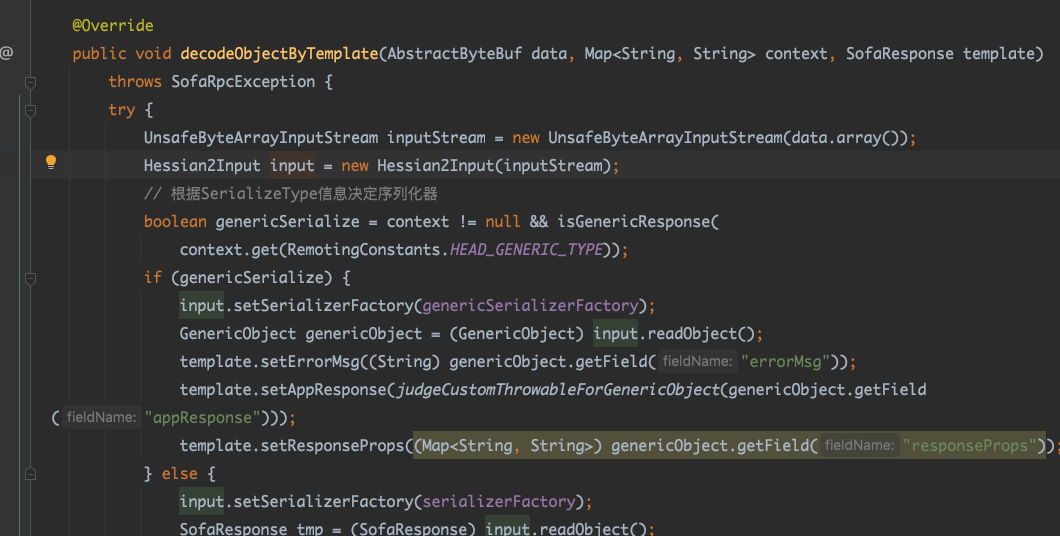 @Override
@ public void decodeObjectByTemplate(AbstractByteBuf data, Map<String, String> context, SofaResponse template)
throws SofaRpcException {
try {
UnsafeByteArrayInputStream inputStream = new UnsafeByteArrayInputStream(data.array());
Hessian2Input input = new Hessian2Input(inputStream);
// 根据SerializeType信息决定序列化器
boolean genericSerialize = context != null && isGenericResponse(
context.get(RemotingConstants.HEAD_GENERIC_TYPE));
if (genericSerialize) {
input.setSerializerFactory(genericSerializerFactory);
GenericObject genericObject = (GenericObject) input.readObject();
template.setErrorMsg((String) genericObject.getField( fieldName: "errorMsg"));
template.setAppResponse(judgeCustomThrowableForGenericObject(genericObject.getField
( fieldName: "appResponse")));
template.setResponseProps((Map<String, String>) genericObject.getField( fieldName: "responseProps"));
} else {
input.setSerializerFactory(serializerFactory);
SofaResponse tmp = (SofaResponse) input.readObject();